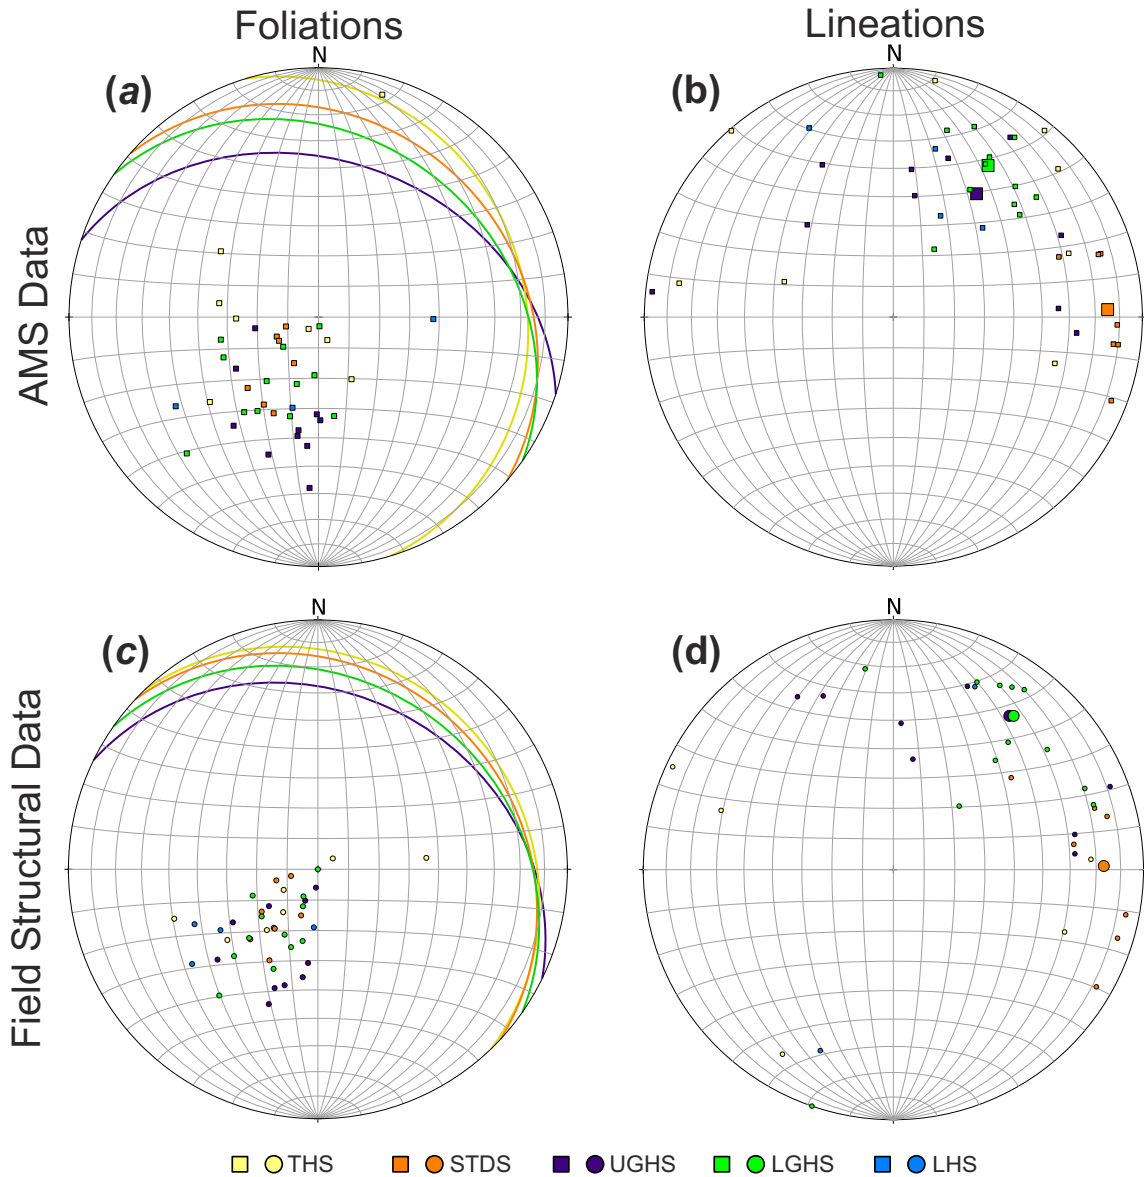 Foliations
Lineations
N
N
(a)
(b)
AMS Data
N
N
(c)
(d)
Field Structural Data
THS
STDS
UGHS
LGHS
LHS